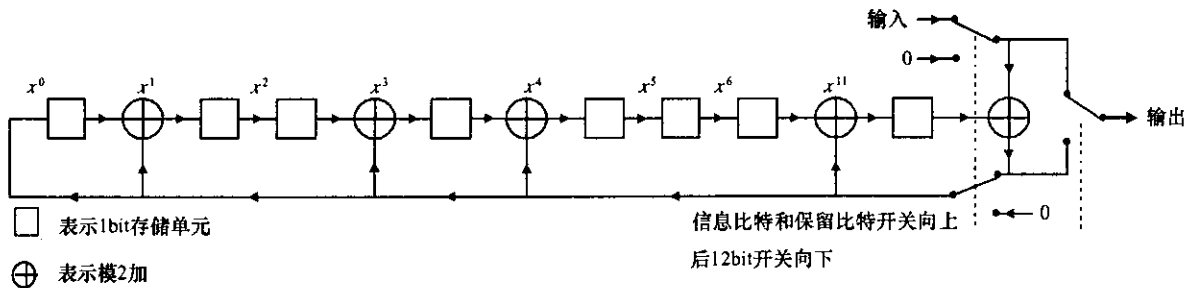 输入
0
x⁰ x¹ x² x³ x⁴ x⁵ x⁶ x¹¹
输出
0
表示1bit存储单元
信息比特和保留比特开关向上
后12bit开关向下
表示模2加